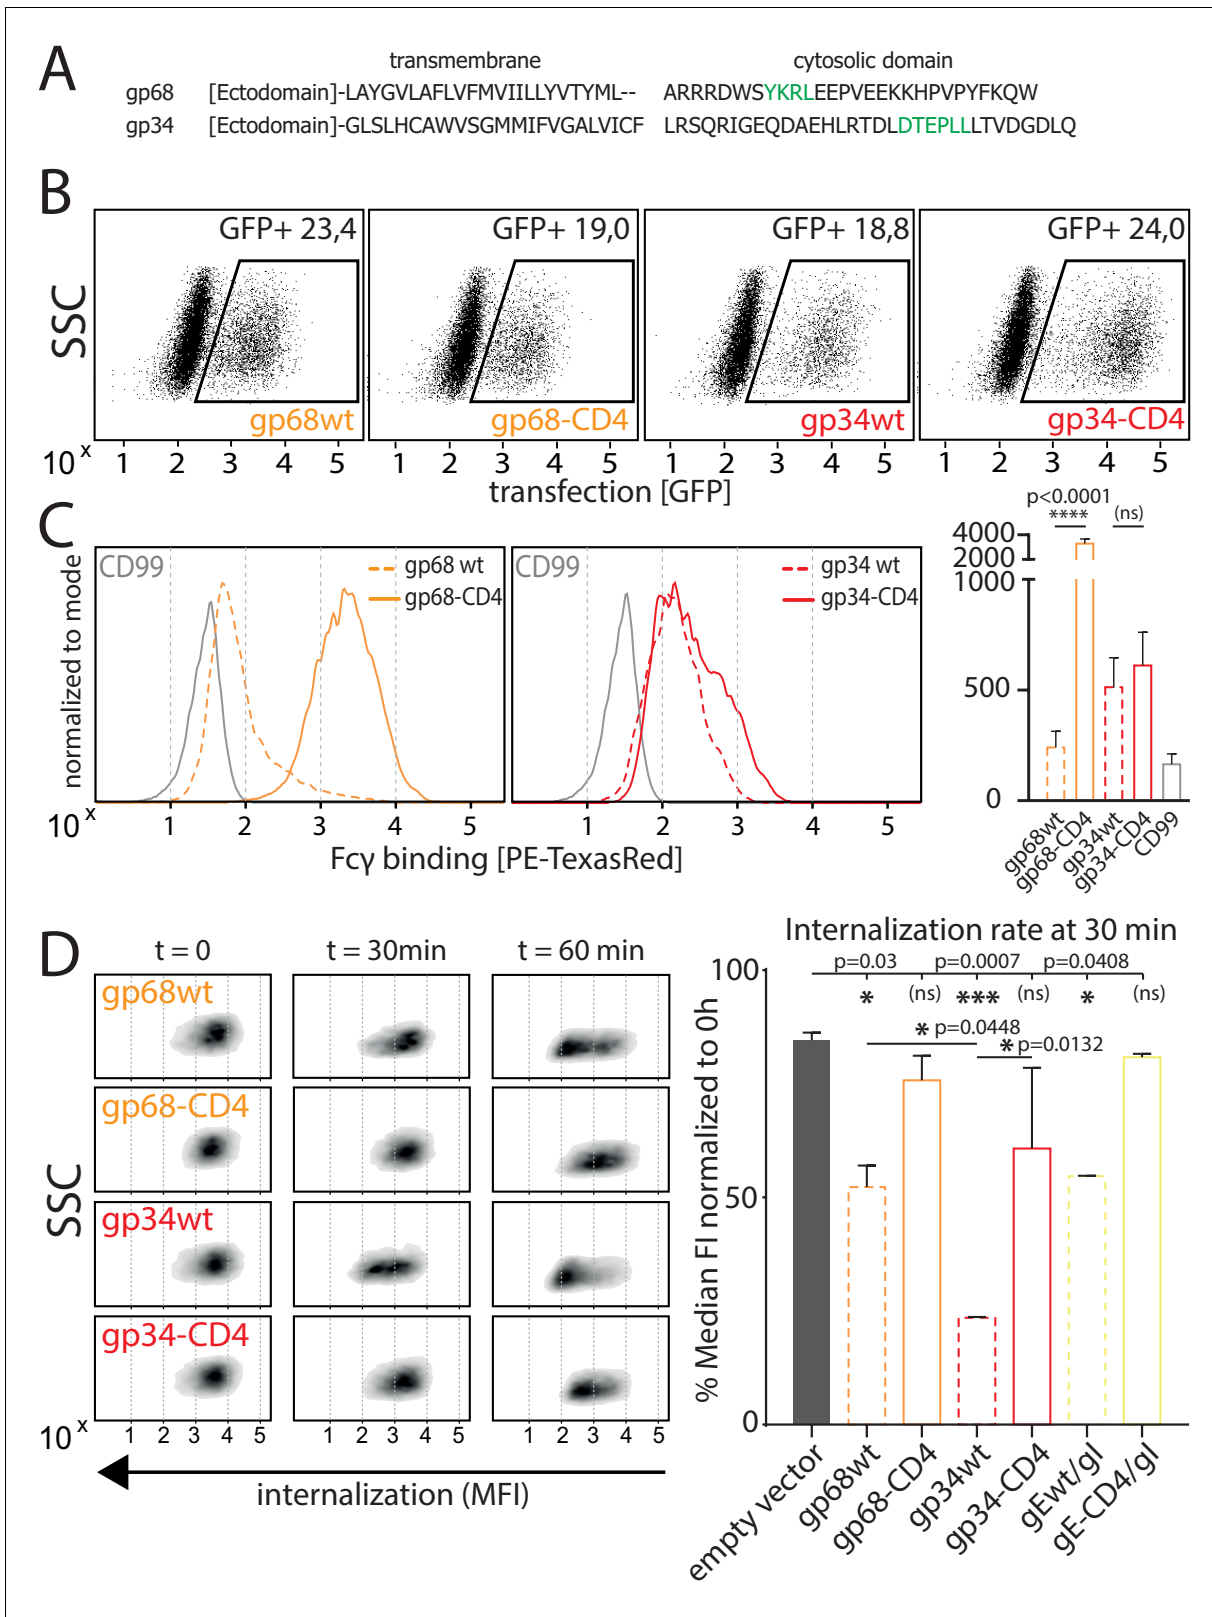 A
transmembrane cytosolic domain
gp68 [Ectodomain]-LAYGVLAFLVFMVIILLYVTYML-- ARRRDWSYKRLEEPVEEKKHPVPYFKQW
gp34 [Ectodomain]-GLSLHCAWVSGMMIFVGALVICF LRSQRIGEQDAEHLRTDLDTEPLLLTVDGDLQ
B
GFP+ 23,4 GFP+ 19,0 GFP+ 18,8 GFP+ 24,0
SSC
gp68wt gp68-CD4 gp34wt gp34-CD4
10 x 1 2 3 4 5 1 2 3 4 5 1 2 3 4 5 1 2 3 4 5
transfection [GFP]
C
normalized to mode
CD99 gp68 wt
gp68-CD4
CD99 gp34 wt
gp34-CD4
10 x 1 2 3 4 5 1 2 3 4 5
Fcγ binding [PE-TexasRed]
p<0.0001
**** (ns)
4000
2000
1000
500
0
gp68wt
gp68-CD4
gp34wt
gp34-CD4
CD99
D
t = 0 t = 30min t = 60 min
SSC
gp68wt
gp68-CD4
gp34wt
gp34-CD4
10 x 1 2 3 4 5 1 2 3 4 5 1 2 3 4 5
internalization (MFI)
Internalization rate at 30 min
% Median FI normalized to 0h
100
50
0
p=0.03 p=0.0007 p=0.0408
* (ns) *** (ns) * (ns)
* p=0.0448
* p=0.0132
empty vector
gp68wt
gp68-CD4
gp34wt
gp34-CD4
gEwt/gI
gE-CD4/gI